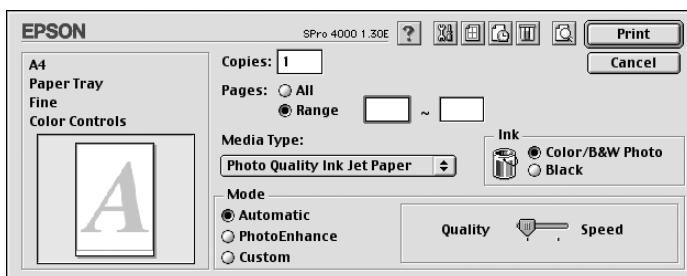 EPSON
SPro 4000 1.30E
?
Print
Cancel
A4
Paper Tray
Fine
Color Controls
A
Copies: 1
Pages: All
Range ~
Media Type:
Photo Quality Ink Jet Paper
Ink
Color/B&W Photo
Black
Mode
Automatic
PhotoEnhance
Custom
Quality Speed